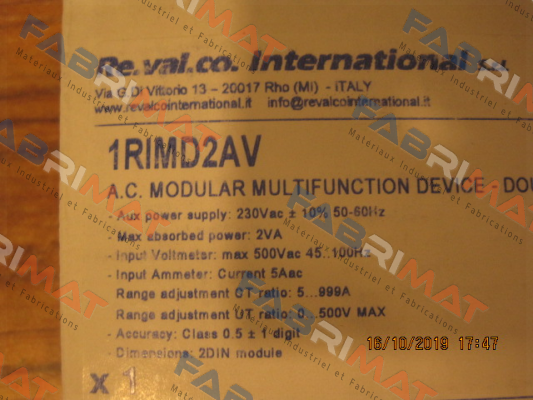 Re.val.co. International S.r.l.
Via G.Di Vittorio 13 - 20017 Rho (Mi) - ITALY
www.revalcointernational.it info@revalcointernational.it
1RIMD2AV
A.C. MODULAR MULTIFUNCTION DEVICE - DOU
- Aux power supply: 230Vac ± 10% 50-60Hz
- Max absorbed power: 2VA
- Input Voltmeter: max 500Vac 45..100Hz
- Input Ammeter: Current 5Aac
Range adjustment CT ratio: 5...999A
Range adjustment UT ratio: 0...500V MAX
- Accuracy: Class 0.5 ± 1 digit
- Dimensions: 2DIN module
x 1
16/10/2019 17:47
FABRIMAT
Materiaux Industriel et Fabrications